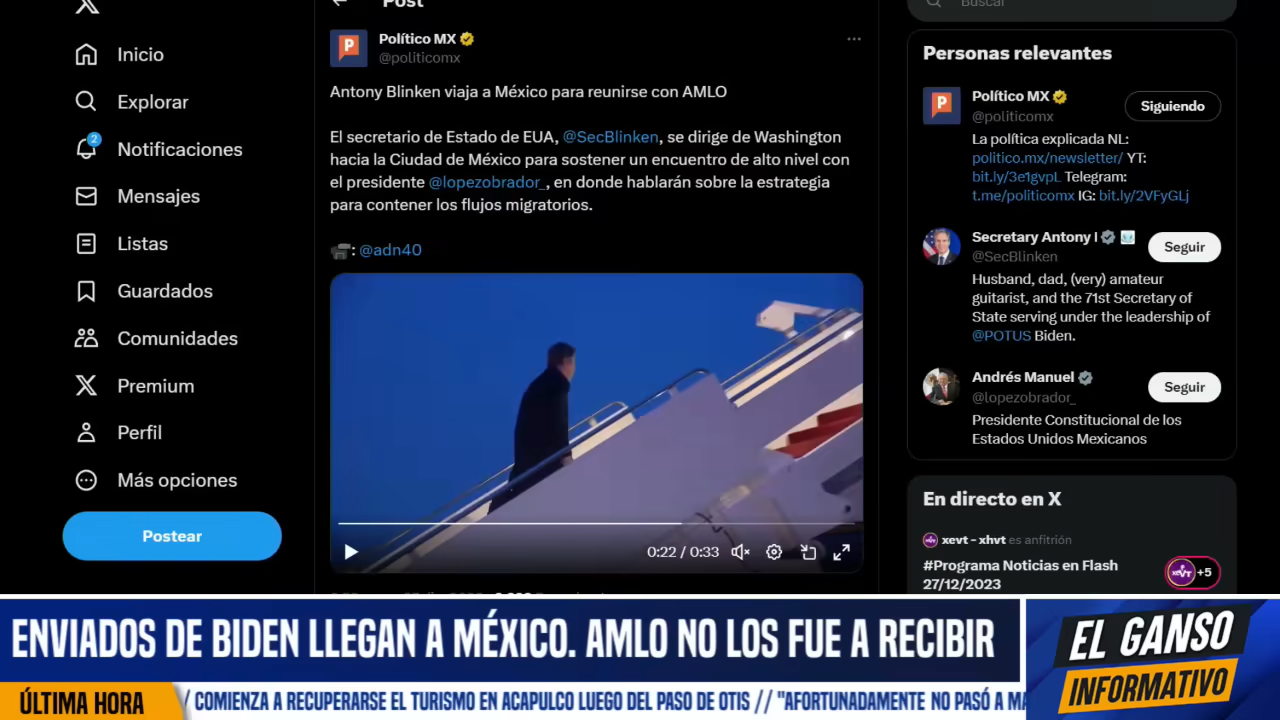 Post
Buscar
Inicio
Explorar
2
Notificaciones
Mensajes
Listas
Guardados
Comunidades
Premium
Perfil
Más opciones
Postear
Político MX
@politicomx
Antony Blinken viaja a México para reunirse con AMLO
El secretario de Estado de EUA, @SecBlinken, se dirige de Washington
hacia la Ciudad de México para sostener un encuentro de alto nivel con
el presidente @lopezobrador_, en donde hablarán sobre la estrategia
para contener los flujos migratorios.
: @adn40
0:22 / 0:33
Personas relevantes
Político MX
@politicomx
Siguiendo
La política explicada NL:
politico.mx/newsletter/ YT:
bit.ly/3e1gvpL Telegram:
t.me/politicomx IG: bit.ly/2VFyGLj
Secretary Antony
@SecBlinken
Seguir
Husband, dad, (very) amateur
guitarist, and the 71st Secretary of
State serving under the leadership of
@POTUS Biden.
Andrés Manuel
@lopezobrador_
Seguir
Presidente Constitucional de los
Estados Unidos Mexicanos
En directo en X
xevt - xhvt es anfitrión
#Programa Noticias en Flash
27/12/2023
+5
ENVIADOS DE BIDEN LLEGAN A MÉXICO. AMLO NO LOS FUE A RECIBIR
EL GANSO
INFORMATIVO
ÚLTIMA HORA
/ COMIENZA A RECUPERARSE EL TURISMO EN ACAPULCO LUEGO DEL PASO DE OTIS // "AFORTUNADAMENTE NO PASÓ A